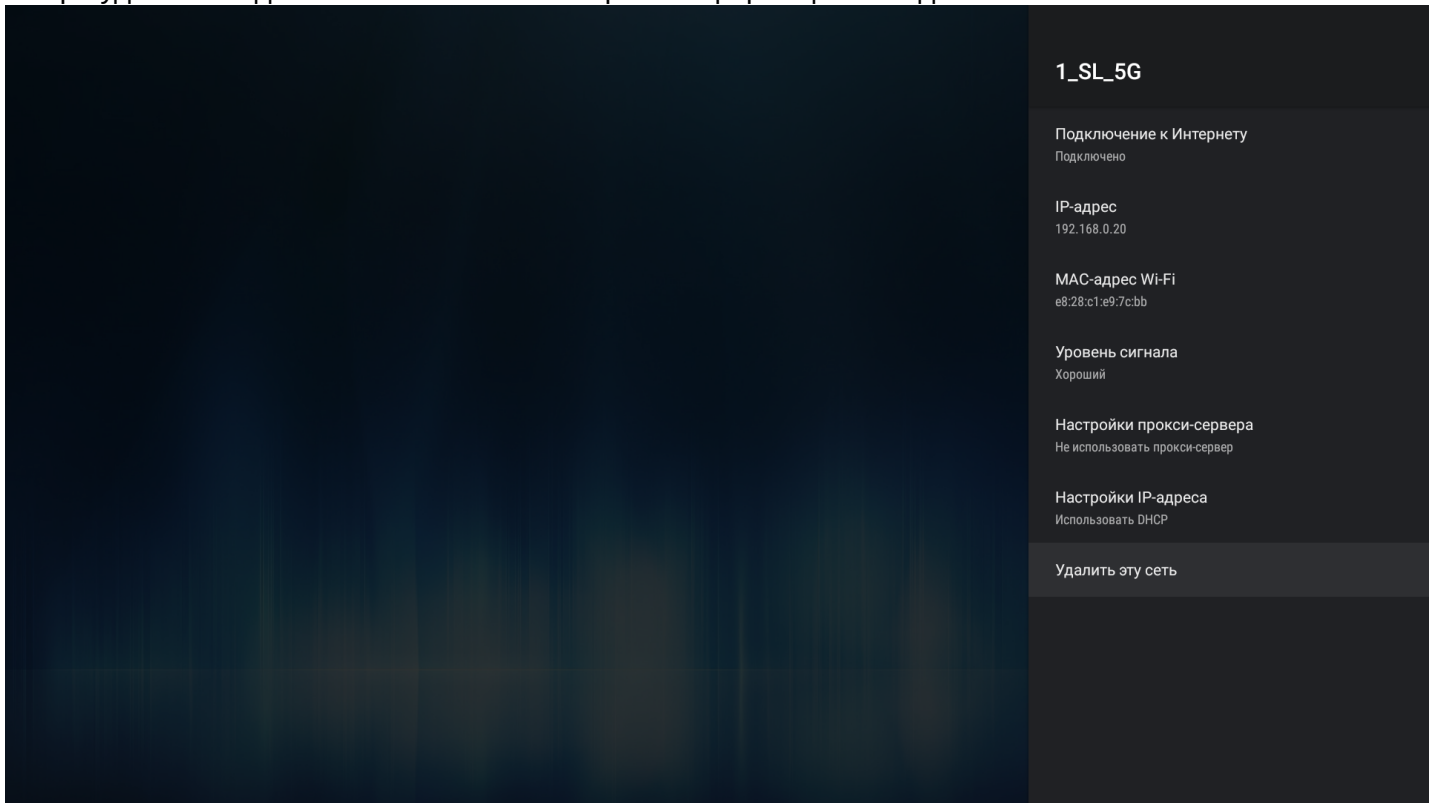 1_SL_5G
Подключение к Интернету
Подключено
IP-адрес
192.168.0.20
MAC-адрес Wi-Fi
e8:28:c1:e9:7c:bb
Уровень сигнала
Хороший
Настройки прокси-сервера
Не использовать прокси-сервер
Настройки IP-адреса
Использовать DHCP
Удалить эту сеть